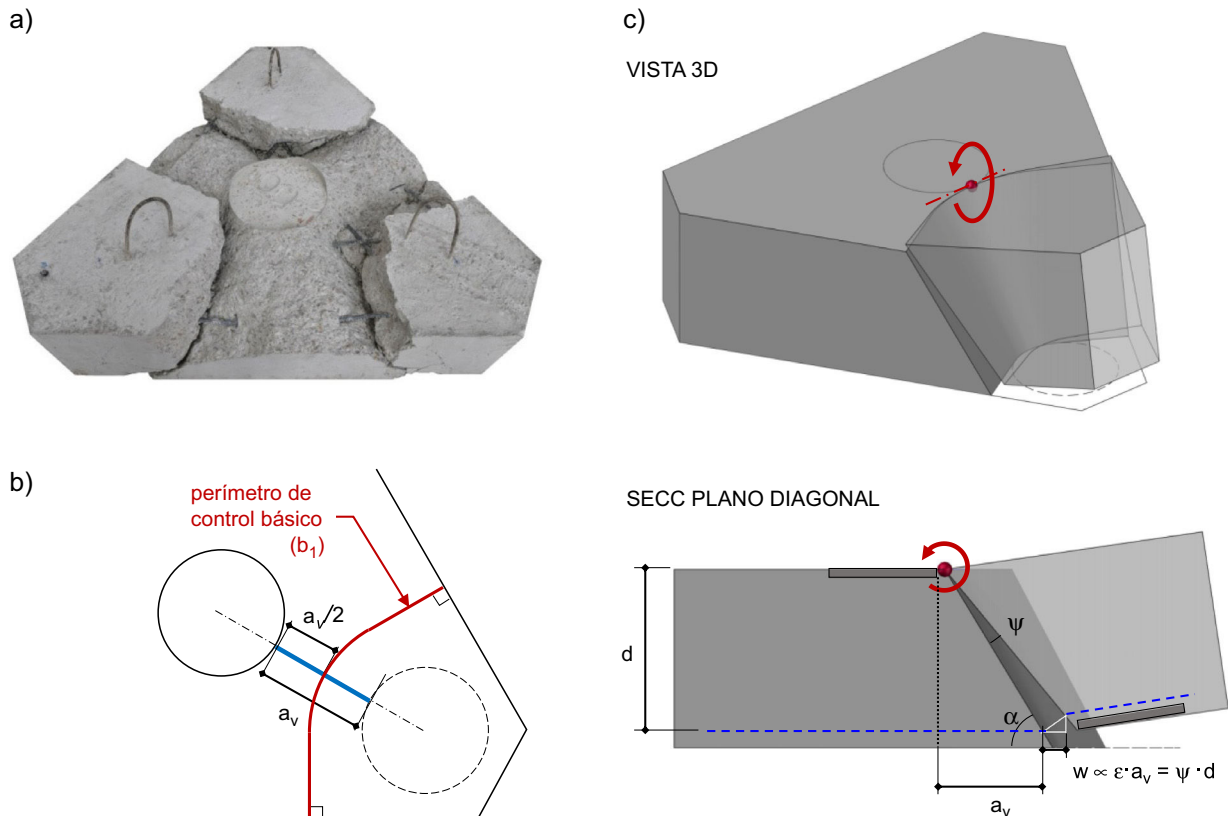 a)
c)
VISTA 3D
b)
perímetro de
control básico
(b₁)
aᵥ/2
aᵥ
SECC PLANO DIAGONAL
ψ
d
α
w ∝ ε·aᵥ = ψ · d
aᵥ